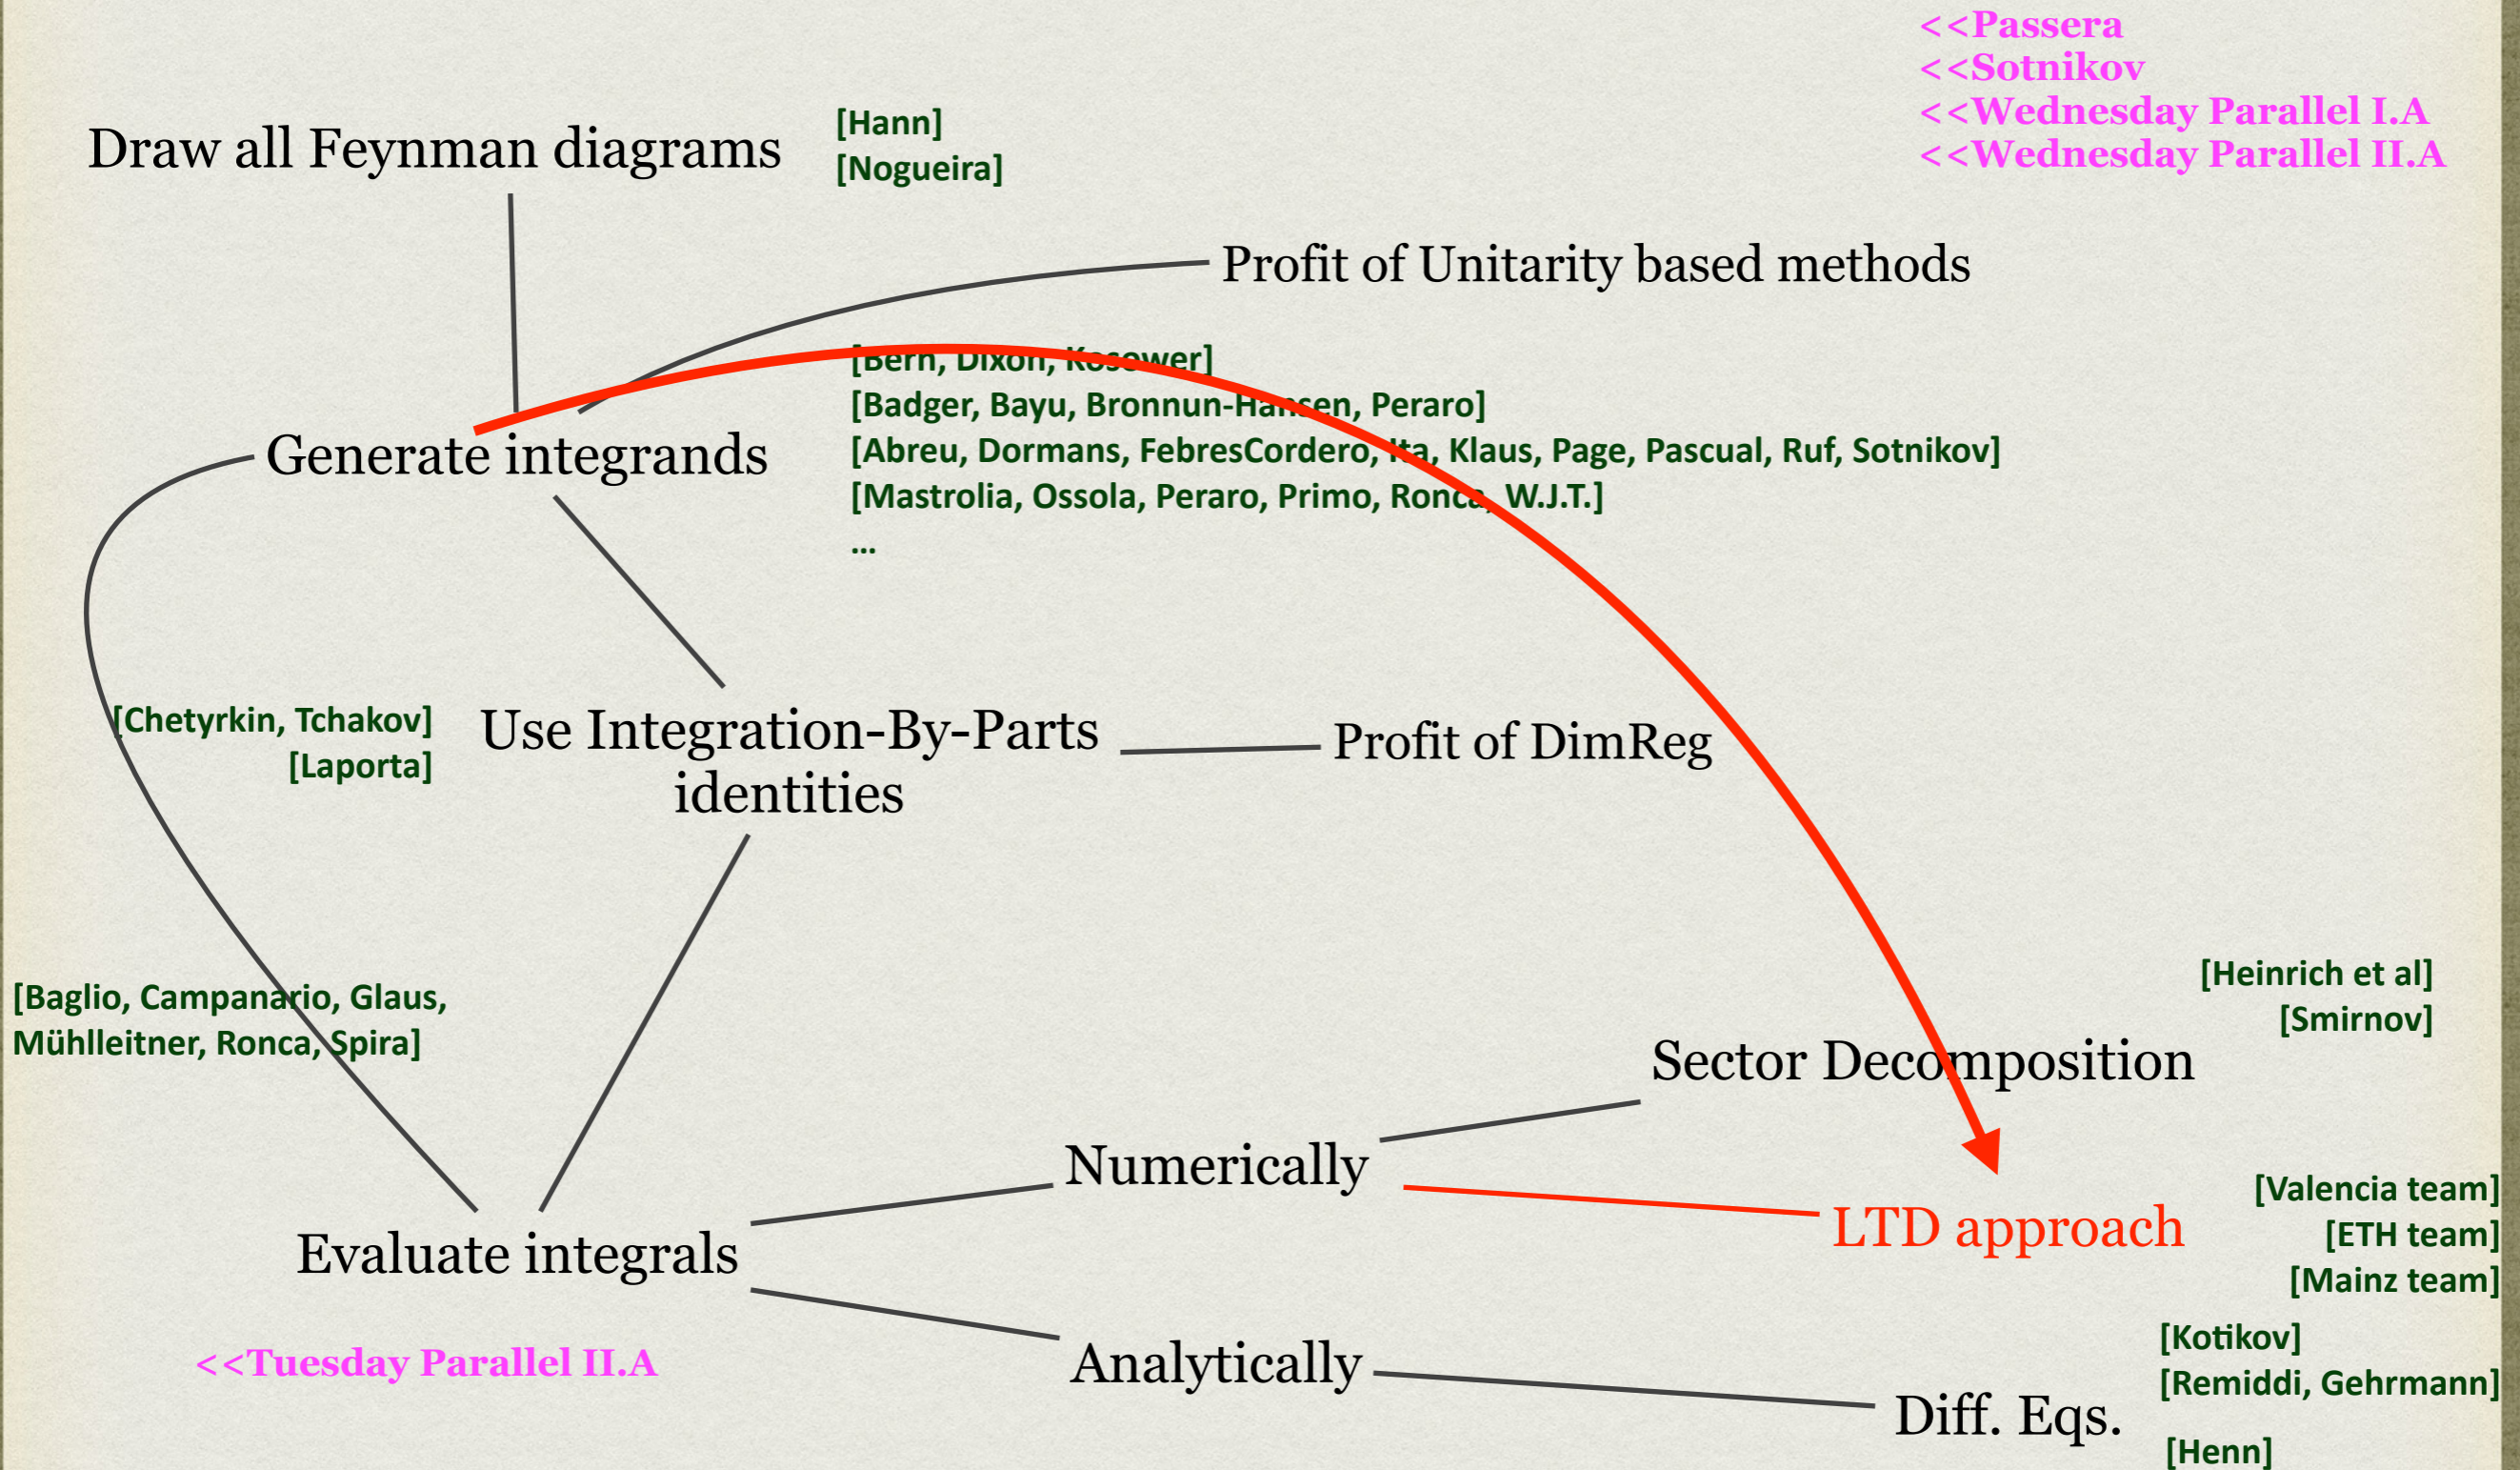 <<Passera
<<Sotnikov
<<Wednesday Parallel I.A
<<Wednesday Parallel II.A
Draw all Feynman diagrams
[Hann]
[Nogueira]
Profit of Unitarity based methods
[Bern, Dixon, Kosower]
[Badger, Bayu, Bronnun-Hansen, Peraro]
[Abreu, Dormans, FebresCordero, Ita, Klaus, Page, Pascual, Ruf, Sotnikov]
[Mastrolia, Ossola, Peraro, Primo, Ronca, W.J.T.]
...
Generate integrands
[Chetyrkin, Tchakov]
[Laporta]
Use Integration-By-Parts
identities
Profit of DimReg
[Baglio, Campanario, Glaus,
Mühlleitner, Ronca, Spira]
[Heinrich et al]
[Smirnov]
Sector Decomposition
Numerically
LTD approach
[Valencia team]
[ETH team]
[Mainz team]
Evaluate integrals
<<Tuesday Parallel II.A
Analytically
Diff. Eqs.
[Kotikov]
[Remiddi, Gehrmann]
[Henn]